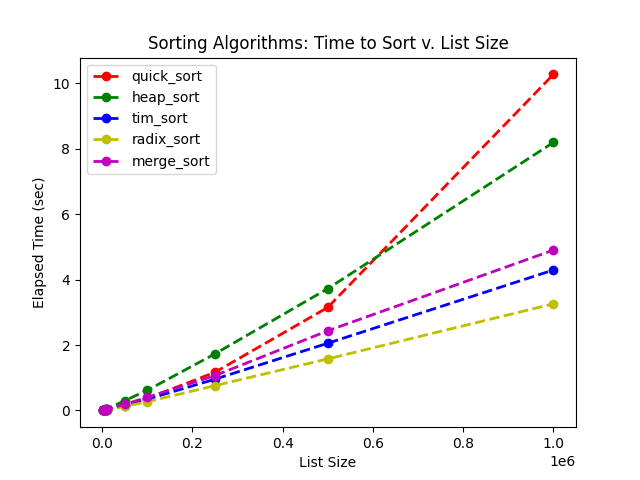 Sorting Algorithms: Time to Sort v. List Size
quick_sort
heap_sort
tim_sort
radix_sort
merge_sort
Elapsed Time (sec)
10
8
6
4
2
0
0.0 0.2 0.4 0.6 0.8 1.0
1e6
List Size